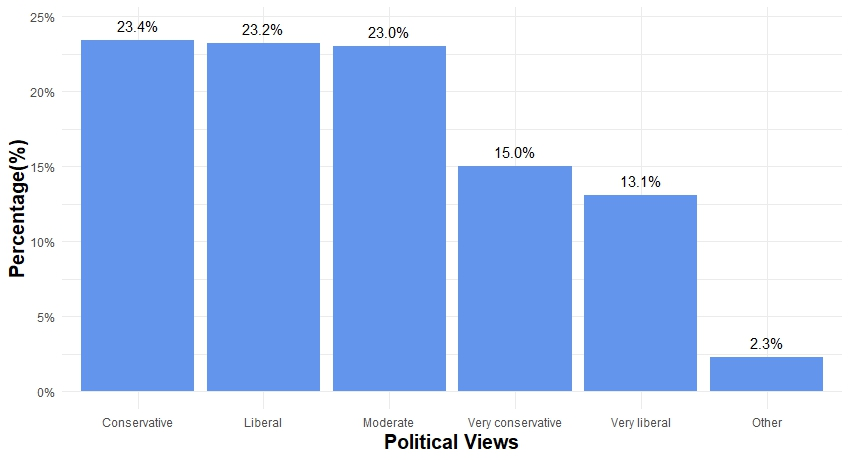 25%
20%
15%
10%
5%
0%
Percentage(%)
23.4%
23.2%
23.0%
15.0%
13.1%
2.3%
Conservative
Liberal
Moderate
Very conservative
Very liberal
Other
Political Views